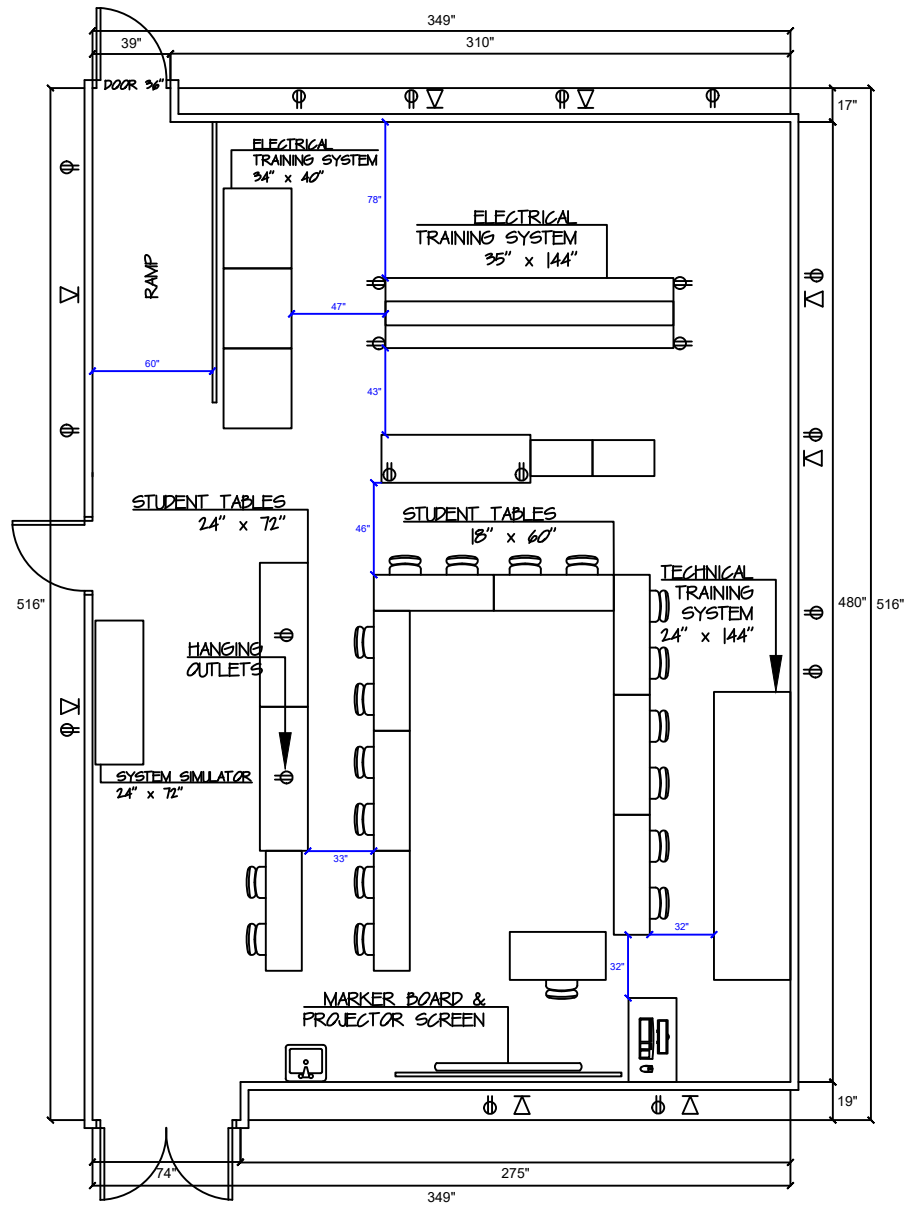 349"
39"
310"
DOOR 36"
17"
ELECTRICAL
TRAINING SYSTEM
34" x 40"
78"
ELECTRICAL
TRAINING SYSTEM
35" x 144"
RAMP
47"
60"
43"
STUDENT TABLES
24" x 72"
46"
STUDENT TABLES
18" x 60"
TECHNICAL
TRAINING
SYSTEM
24" x 144"
516"
480"
516"
HANGING
OUTLETS
SYSTEM SIMULATOR
24" x 72"
33"
32"
32"
MARKER BOARD &
PROJECTOR SCREEN
19"
74"
275"
349"